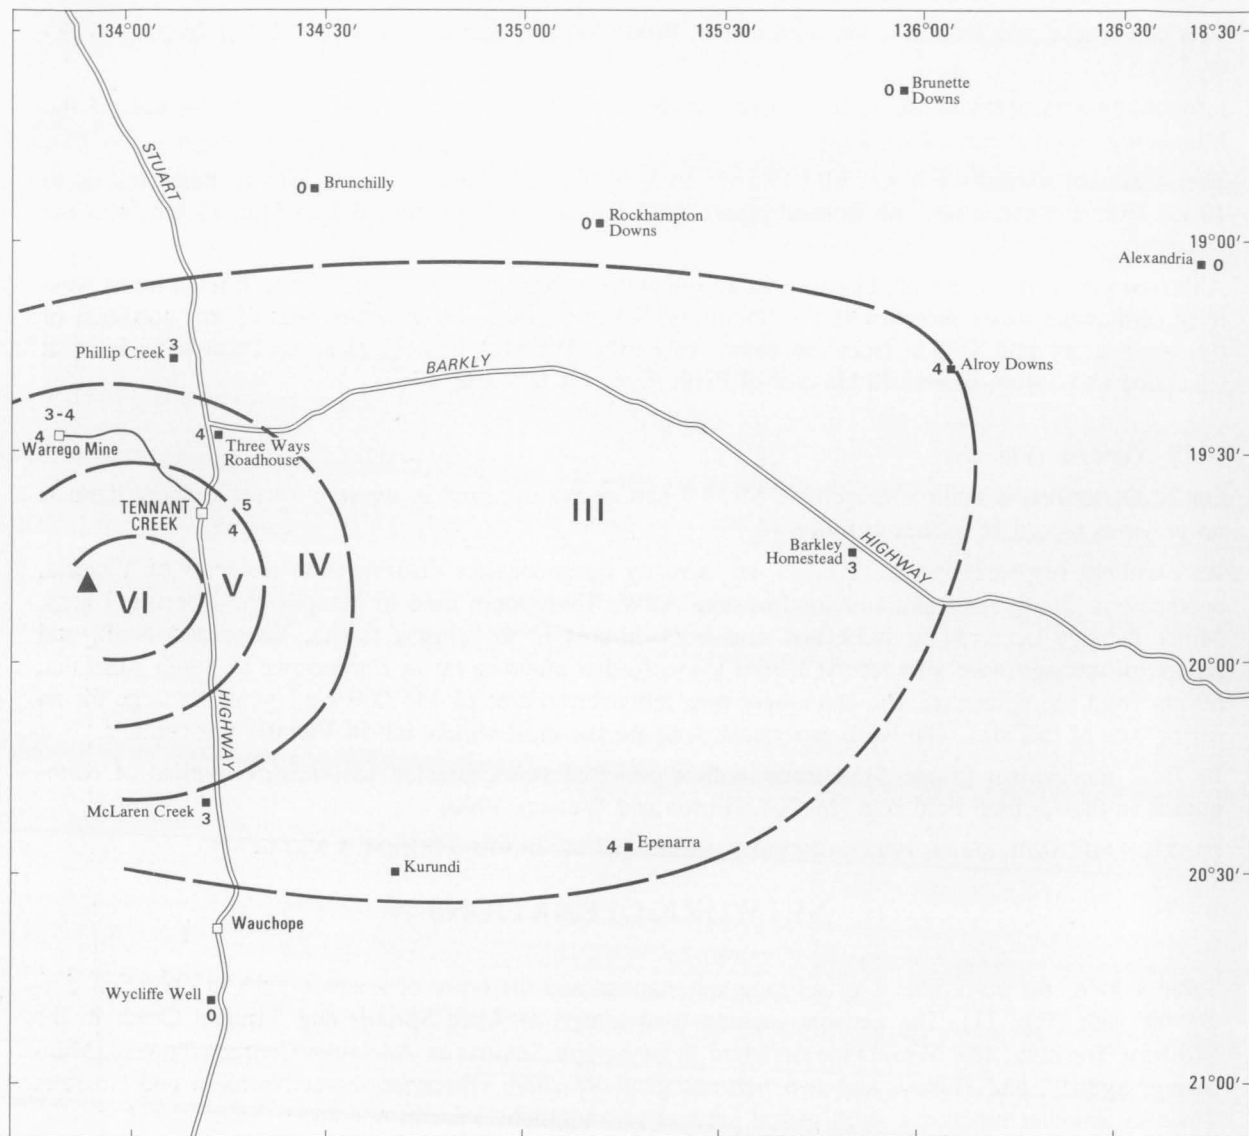 134°00' 134°30' 135°00' 135°30' 136°00' 136°30' 18°30'
0 Brunette
Downs
STUART
0 Brunchilly
0 Rockhampton
Downs
19°00'
Alexandria 0
3
Phillip Creek
BARKLY
4 Alroy Downs
3-4
4
Warrego Mine
4 Three Ways
Roadhouse
19°30'
TENNANT
CREEK
5
4
III
IV
V
VI
Barkley
Homestead
3
HIGHWAY
20°00'
HIGHWAY
McLaren Creek
3
4 Epenarra
Kurundi
20°30'
Wauchope
Wycliffe Well
0
21°00'